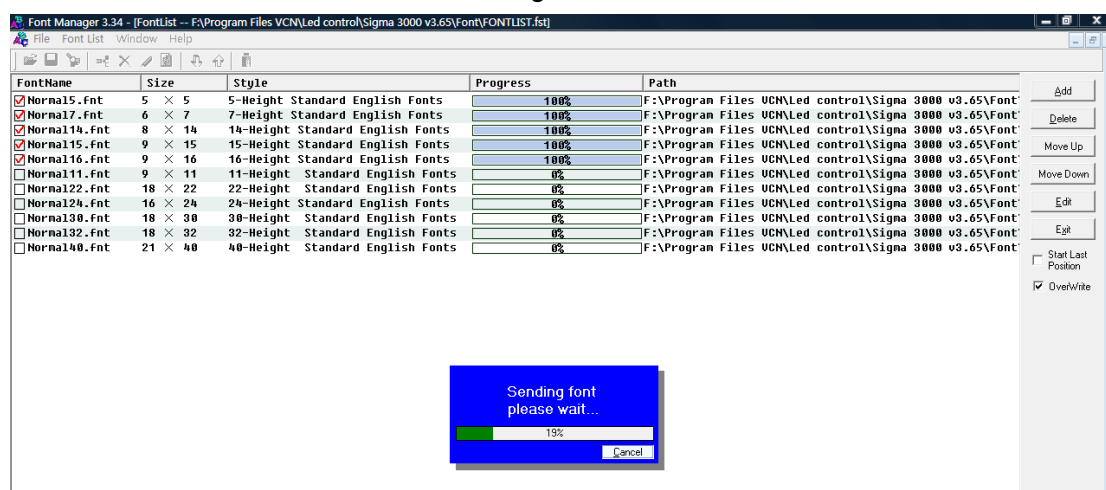 Font Manager 3.34 - [FontList -- F:\Program Files VCN\Led control\Sigma 3000 v3.65\Font\FONTLIST.fst]
File Font List Window Help
FontName Size Style Progress Path
Normal5.fnt 5 × 5 5-Height Standard English Fonts 100% F:\Program Files VCN\Led control\Sigma 3000 v3.65\Font\
Normal7.fnt 6 × 7 7-Height Standard English Fonts 100% F:\Program Files VCN\Led control\Sigma 3000 v3.65\Font\
Normal14.fnt 8 × 14 14-Height Standard English Fonts 100% F:\Program Files VCN\Led control\Sigma 3000 v3.65\Font\
Normal15.fnt 9 × 15 15-Height Standard English Fonts 100% F:\Program Files VCN\Led control\Sigma 3000 v3.65\Font\
Normal16.fnt 9 × 16 16-Height Standard English Fonts 100% F:\Program Files VCN\Led control\Sigma 3000 v3.65\Font\
Normal11.fnt 9 × 11 11-Height Standard English Fonts 0% F:\Program Files VCN\Led control\Sigma 3000 v3.65\Font\
Normal22.fnt 18 × 22 22-Height Standard English Fonts 0% F:\Program Files VCN\Led control\Sigma 3000 v3.65\Font\
Normal24.fnt 16 × 24 24-Height Standard English Fonts 0% F:\Program Files VCN\Led control\Sigma 3000 v3.65\Font\
Normal30.fnt 18 × 30 30-Height Standard English Fonts 0% F:\Program Files VCN\Led control\Sigma 3000 v3.65\Font\
Normal32.fnt 18 × 32 32-Height Standard English Fonts 0% F:\Program Files VCN\Led control\Sigma 3000 v3.65\Font\
Normal40.fnt 21 × 40 40-Height Standard English Fonts 0% F:\Program Files VCN\Led control\Sigma 3000 v3.65\Font\
Add
Delete
Move Up
Move Down
Edit
Exit
Start Last
Position
OverWrite
Sending font
please wait...
19%
Cancel